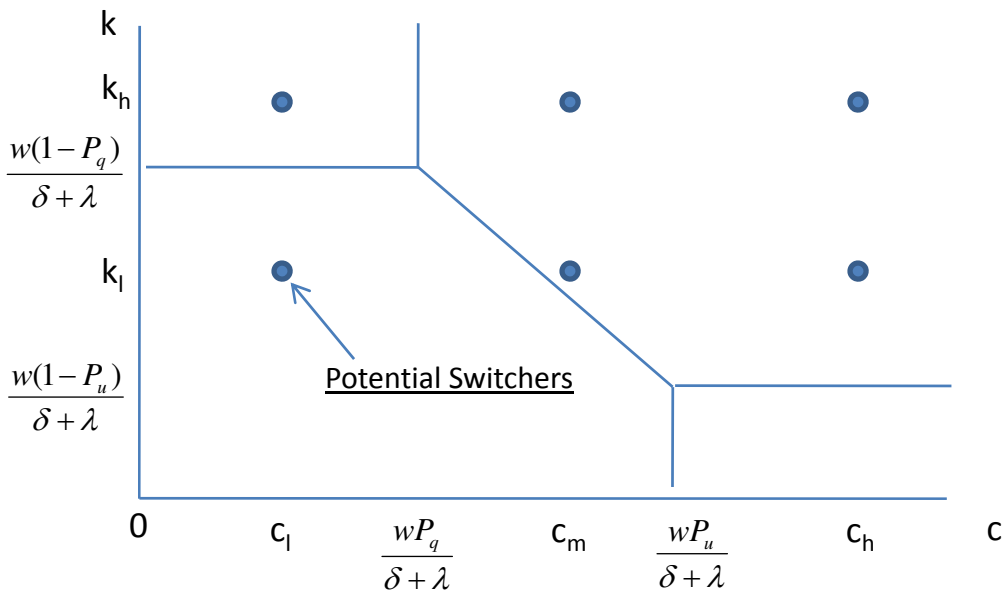 k
k_h
w(1−P_q)
δ+λ
k_l
Potential Switchers
w(1−P_u)
δ+λ
0 c_l wP_q/δ+λ c_m wP_u/δ+λ c_h c